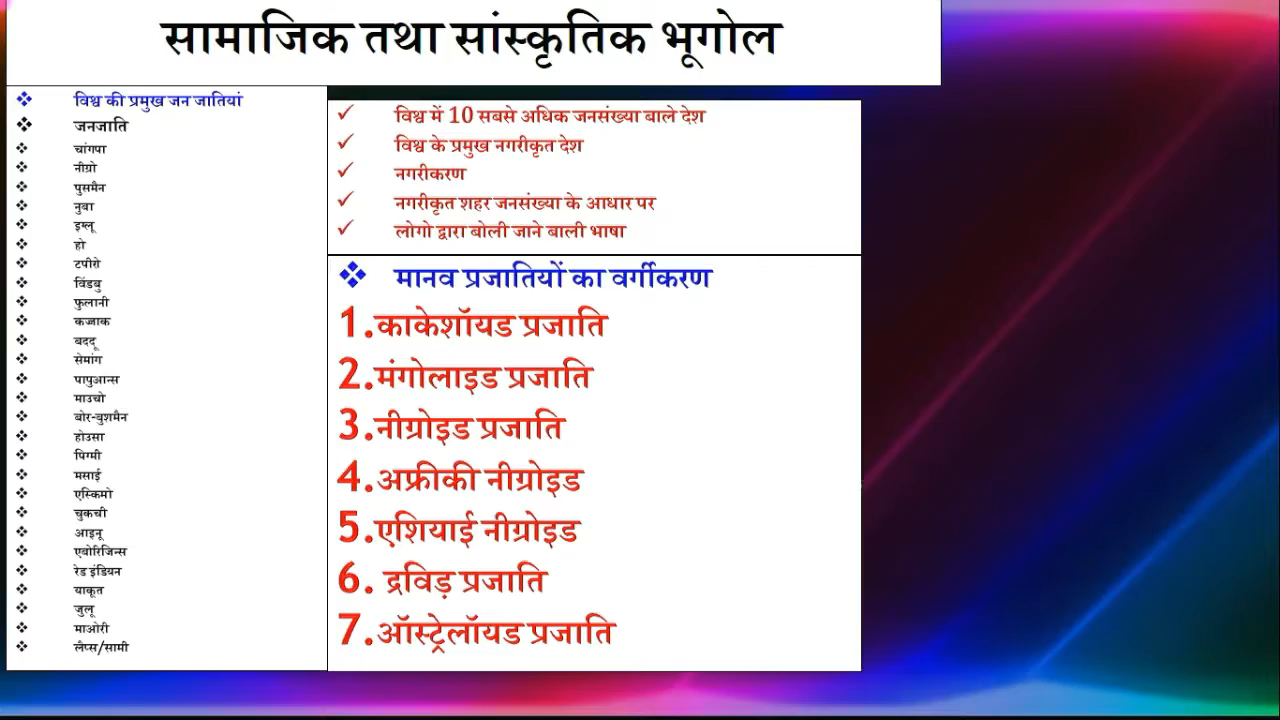 सामाजिक तथा सांस्कृतिक भूगोल
विश्व की प्रमुख जन जातियां
जनजाति
चांगपा
नीग्रो
पुसमैन
नुबा
इग्लू
हो
टपीरो
विंडबु
फुलानी
कज्जाक
बददू
सेमांग
पापुआन्स
माउचो
बोर-बुशमैन
होउसा
पिग्मी
मसाई
एस्किमो
चुकची
आइनू
एबोरिजिन्स
रेड इंडियन
याकूत
जुलू
माओरी
लैप्स/सामी
विश्व में 10 सबसे अधिक जनसंख्या बाले देश
विश्व के प्रमुख नगरीकृत देश
नगरीकरण
नगरीकृत शहर जनसंख्या के आधार पर
लोगो द्वारा बोली जाने बाली भाषा
मानव प्रजातियों का वर्गीकरण
1.काकेशॉयड प्रजाति
2.मंगोलाइड प्रजाति
3.नीग्रोइड प्रजाति
4.अफ्रीकी नीग्रोइड
5.एशियाई नीग्रोइड
6. द्रविड़ प्रजाति
7.ऑस्ट्रेलॉयड प्रजाति